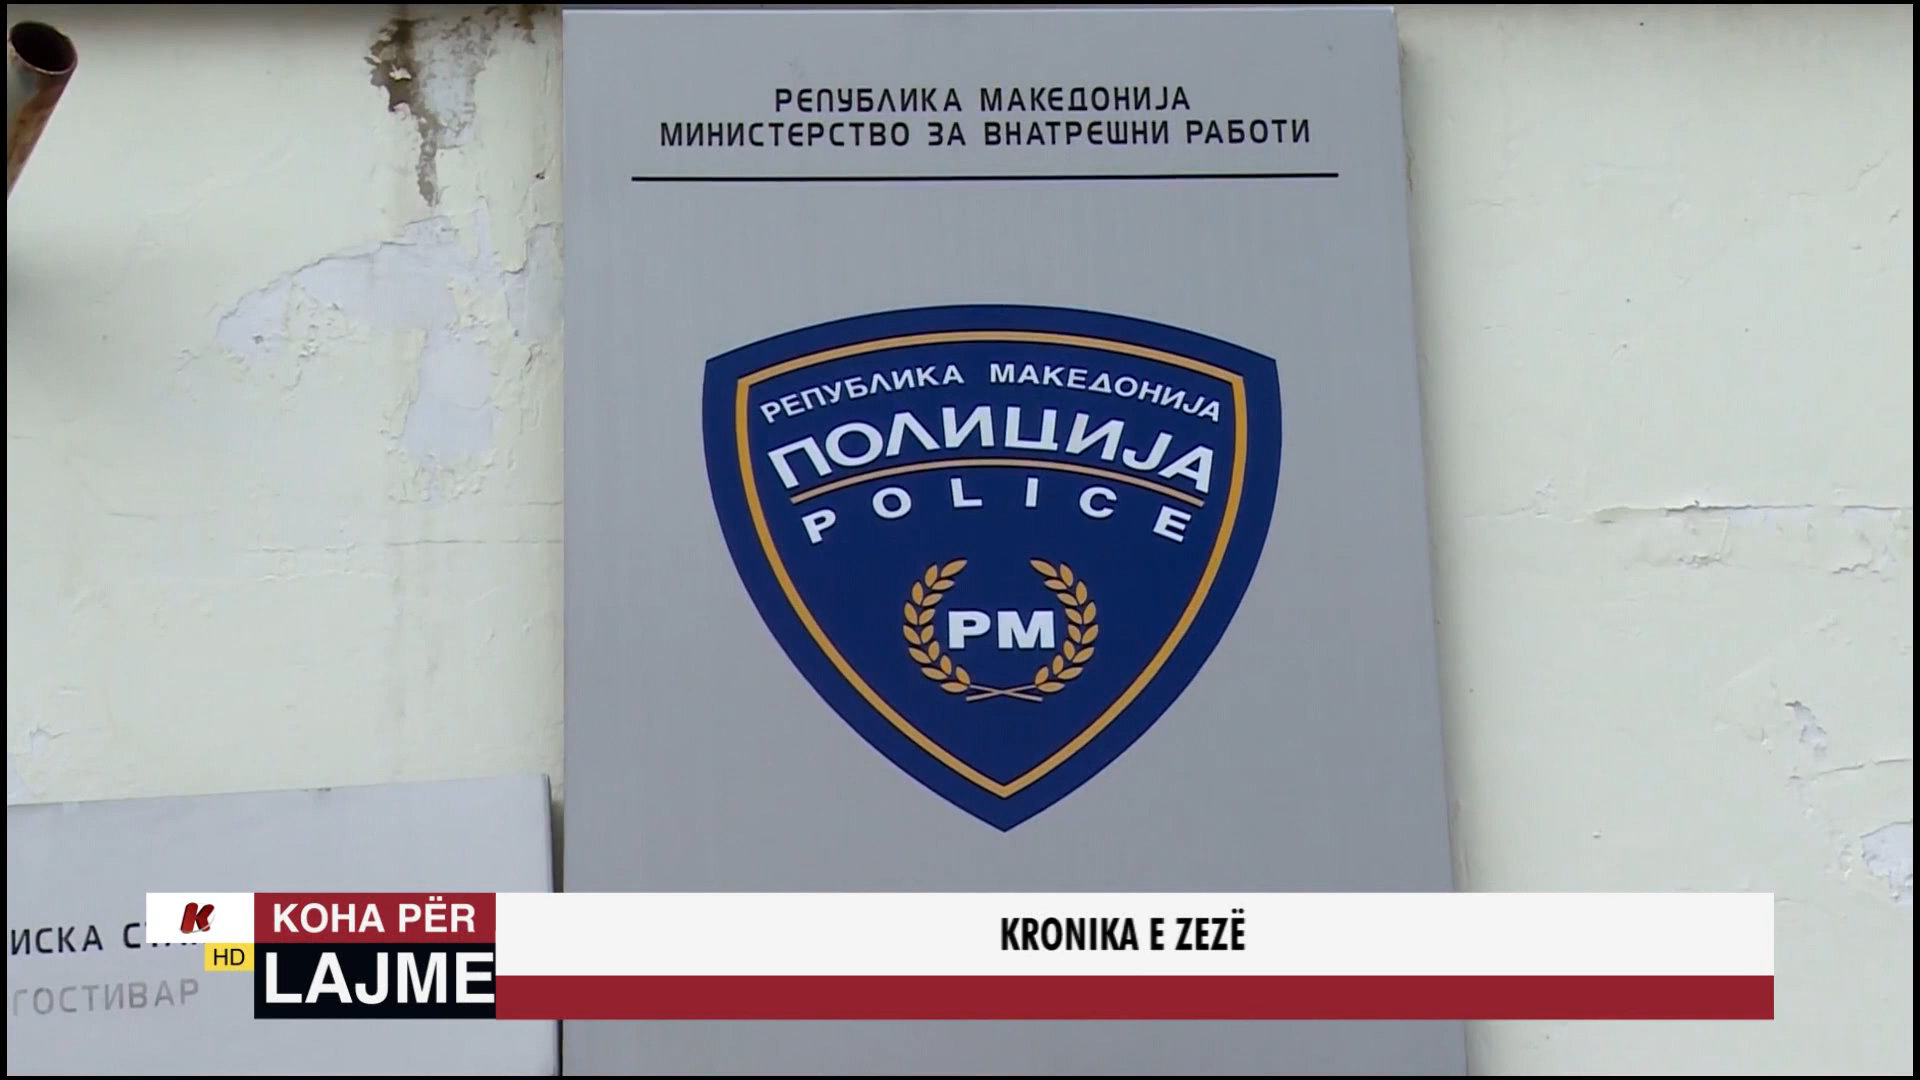 РЕПУБЛИКА МАКЕДОНИЈА
МИНИСТЕРСТВО ЗА ВНАТРЕШНИ РАБОТИ
РЕПУБЛИКА МАКЕДОНИЈА
ПОЛИЦИЈА
POLICE
РМ
ИСКА
ГОСТИВАР
K
HD
KOHA PËR
LAJME
KRONIKA E ZEZË